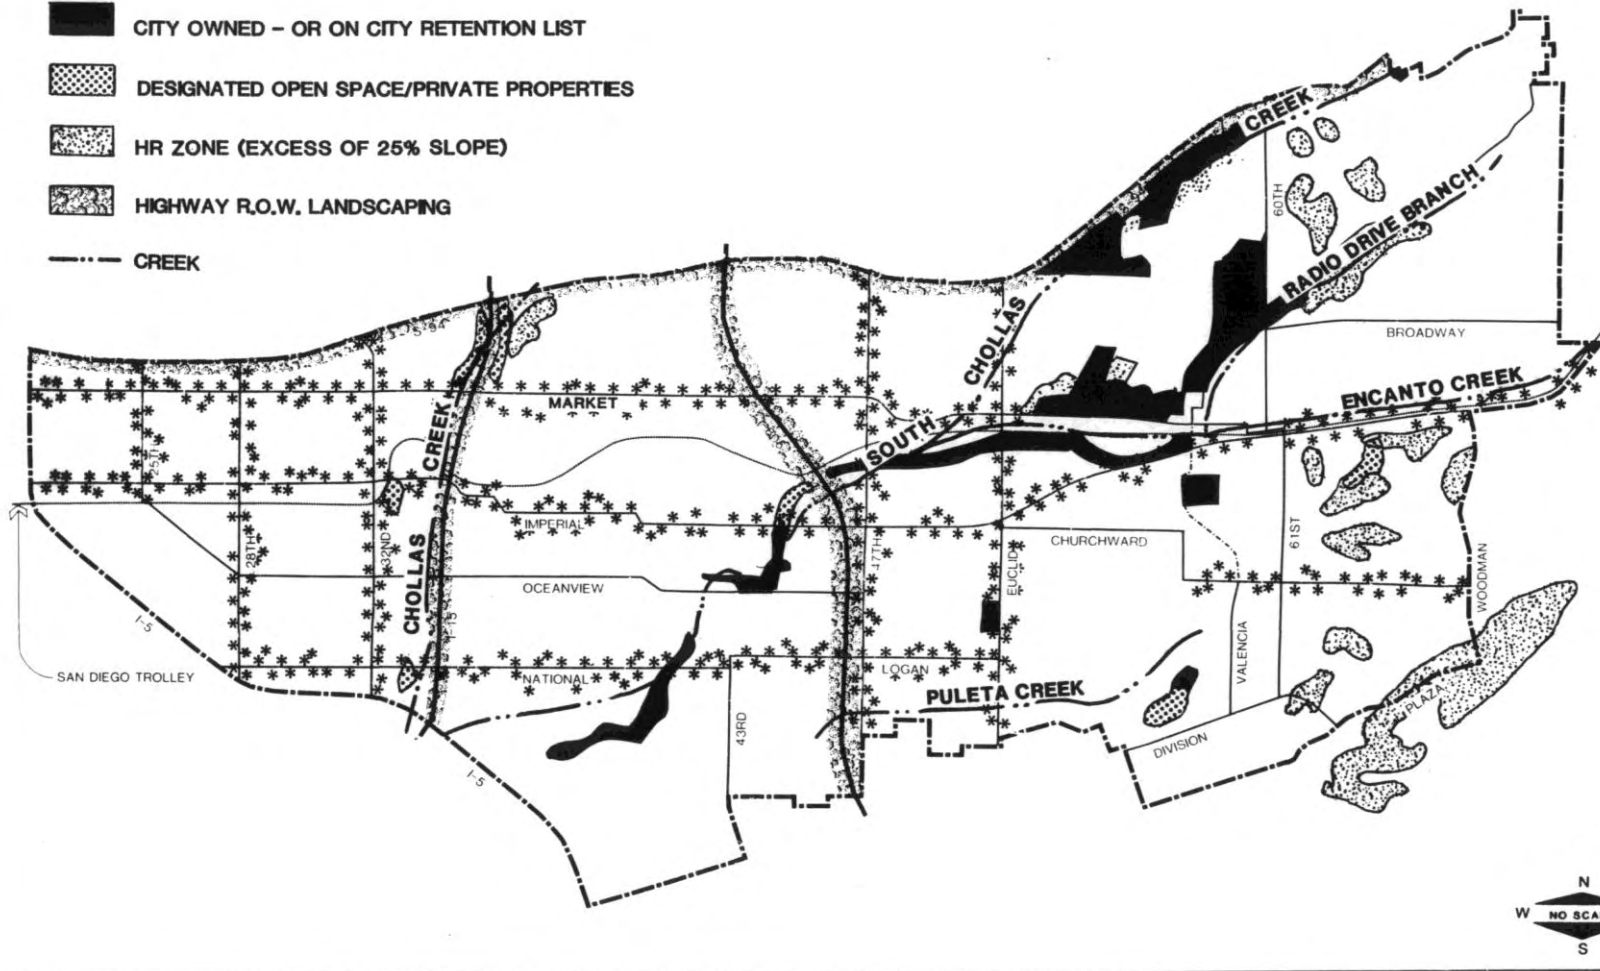 CITY OWNED - OR ON CITY RETENTION LIST
DESIGNATED OPEN SPACE/PRIVATE PROPERTIES
HR ZONE (EXCESS OF 25% SLOPE)
HIGHWAY R.O.W. LANDSCAPING
CREEK
CREEK
60TH
RADIO DRIVE BRANCH
CHOLLAS
BROADWAY
ENCANTO CREEK
MARKET
SOUTH
CREEK
25TH
IMPERIAL
CHURCHWARD
61ST
28TH
32ND
47TH
EUCLID
CHOLLAS
OCEANVIEW
WOODMAN
I-5
I-15
SAN DIEGO TROLLEY
NATIONAL
LOGAN
VALENCIA
PULETA CREEK
PLAZA
43RD
DIVISION
I-5
N
W NO SCA
S